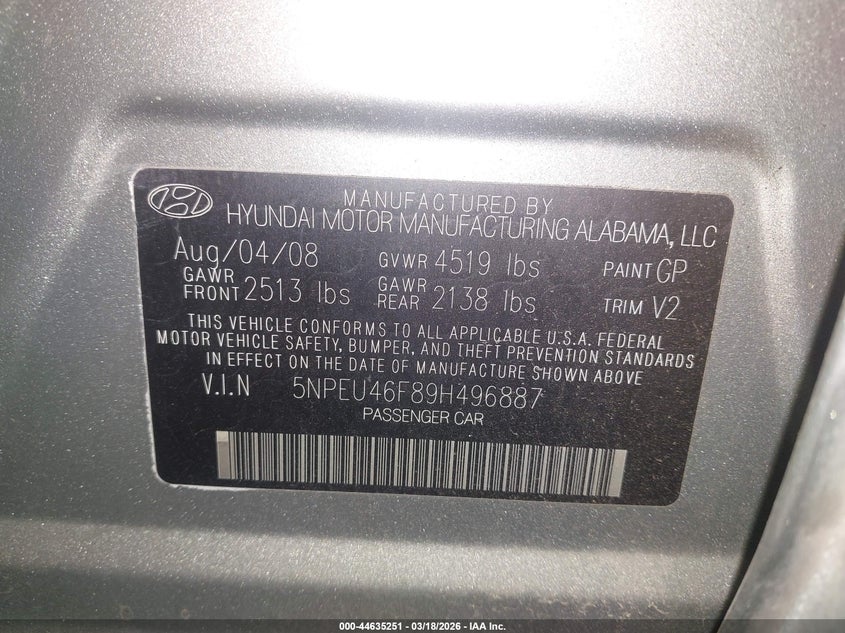 MANUFACTURED BY
HYUNDAI MOTOR MANUFACTURING ALABAMA, LLC
Aug/04/08 GVWR 4519 lbs PAINT GP
GAWR FRONT 2513 lbs GAWR REAR 2138 lbs TRIM V2
THIS VEHICLE CONFORMS TO ALL APPLICABLE U.S.A. FEDERAL
MOTOR VEHICLE SAFETY, BUMPER, AND THEFT PREVENTION STANDARDS
IN EFFECT ON THE DATE OF MANUFACTURE SHOWN ABOVE
V.I.N 5NPEU46F89H496887
PASSENGER CAR
000-44635251 - 03/18/2026 - IAA Inc.